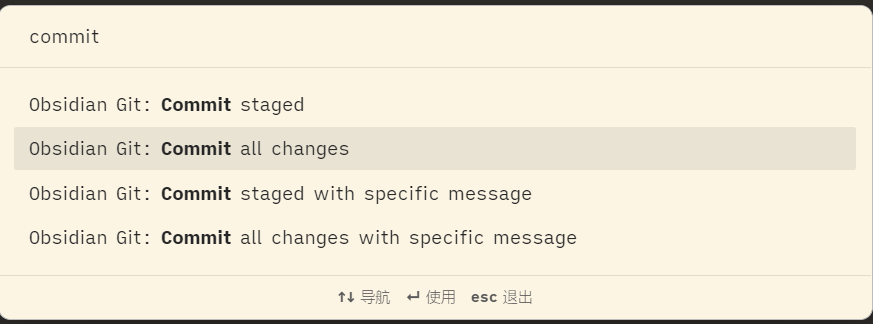 commit
Obsidian Git: Commit staged
Obsidian Git: Commit all changes
Obsidian Git: Commit staged with specific message
Obsidian Git: Commit all changes with specific message
↑↓ 导航 ↵ 使用 esc 退出